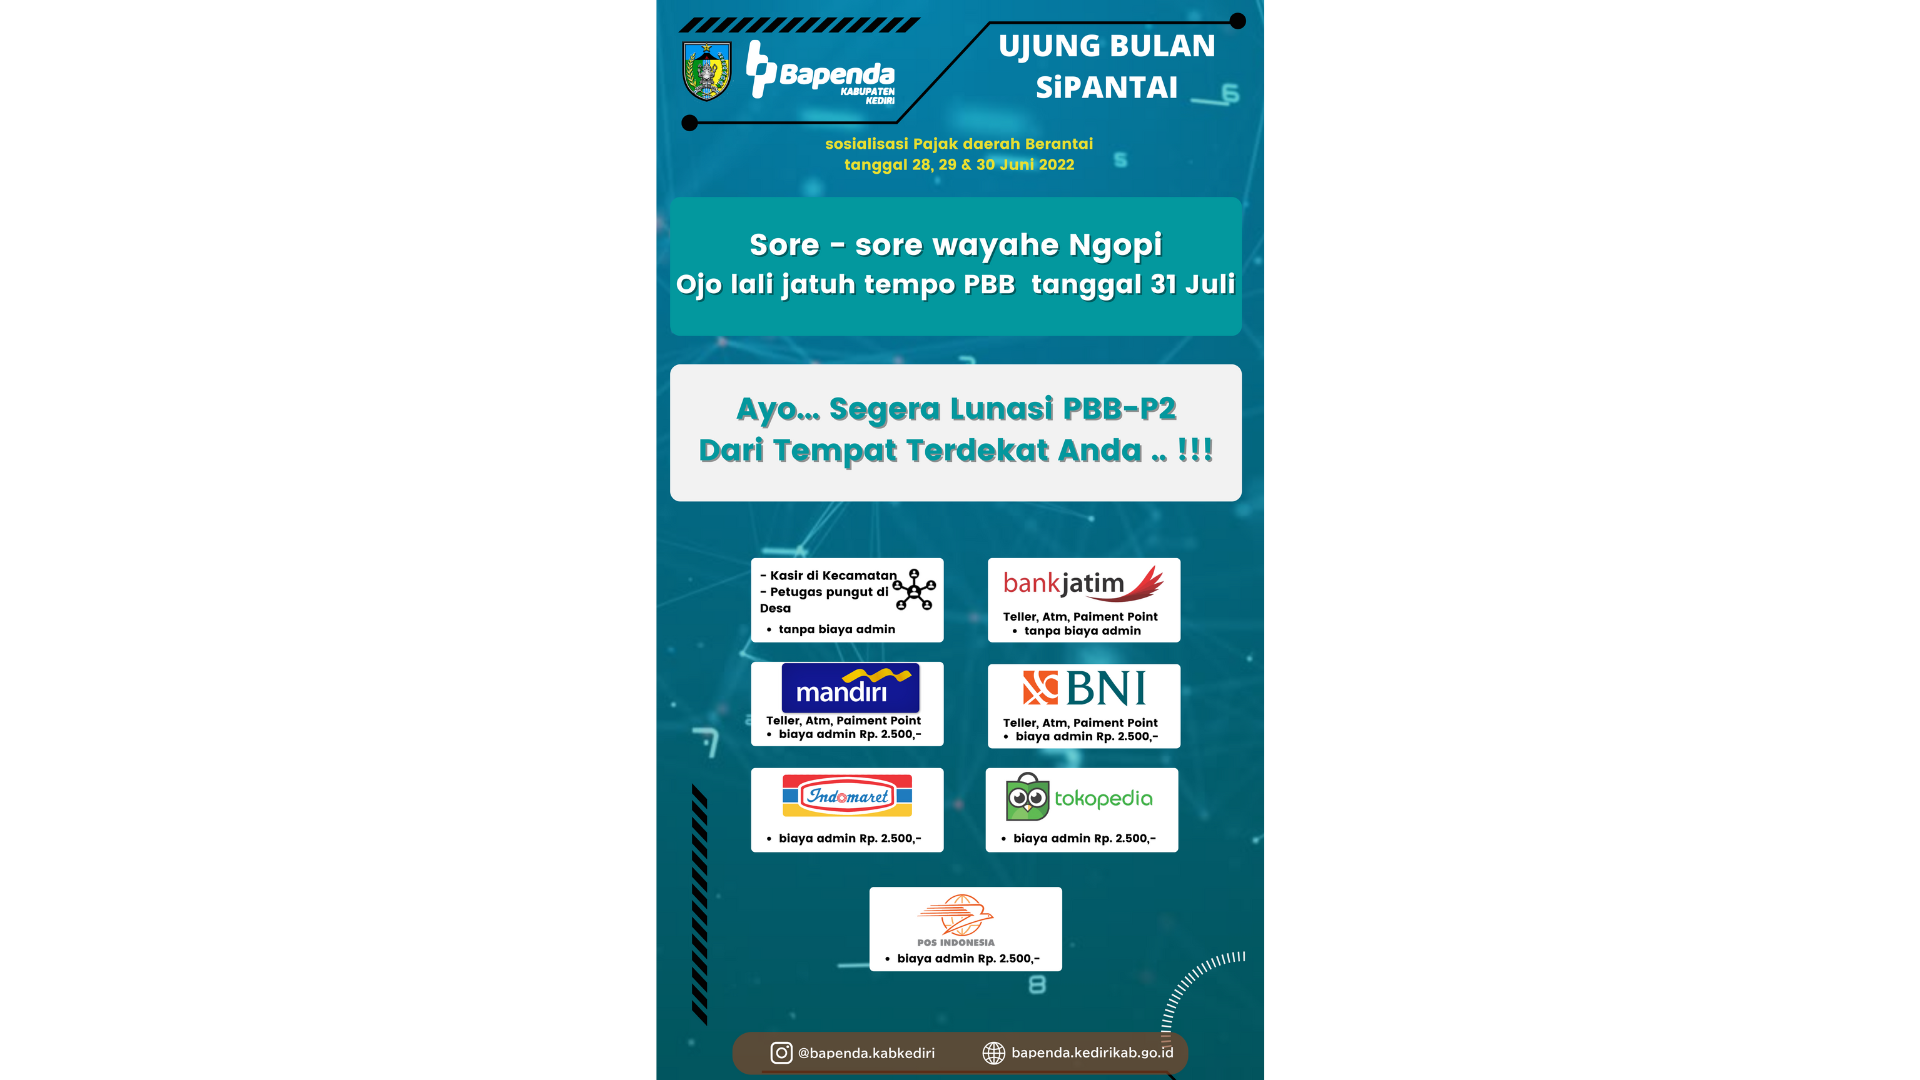 Bapenda
KABUPATEN
KEDIRI
UJUNG BULAN
SiPANTAI
sosialisasi Pajak daerah Berantai
tanggal 28, 29 & 30 Juni 2022
Sore - sore wayahe Ngopi
Ojo lali jatuh tempo PBB tanggal 31 Juli
Ayo... Segera Lunasi PBB-P2
Dari Tempat Terdekat Anda .. !!!
- Kasir di Kecamatan
- Petugas pungut di
Desa
• tanpa biaya admin
bankjatim
Teller, Atm, Paiment Point
• tanpa biaya admin
mandiri
Teller, Atm, Paiment Point
• biaya admin Rp. 2.500,-
BNI
Teller, Atm, Paiment Point
• biaya admin Rp. 2.500,-
Indomaret
• biaya admin Rp. 2.500,-
tokopedia
• biaya admin Rp. 2.500,-
POS INDONESIA
• biaya admin Rp. 2.500,-
@bapenda.kabkediri
bapenda.kedirikab.go.id